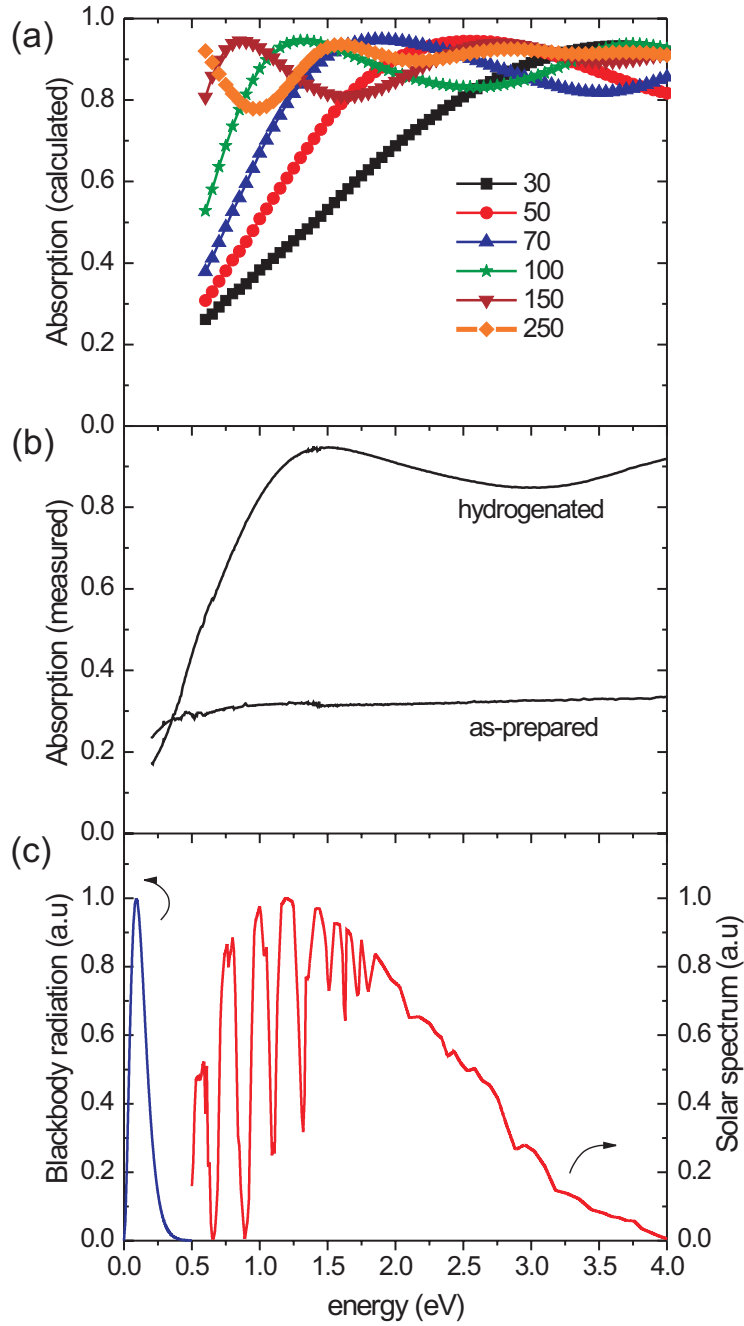 (a)
Absorption (calculated)
1.0
0.8
0.6
0.4
0.2
0.0
30
50
70
100
150
250
(b)
Absorption (measured)
0.8
0.6
0.4
0.2
0.0
hydrogenated
as-prepared
(c)
Blackbody radiation (a.u)
1.0
0.8
0.6
0.4
0.2
0.0
Solar spectrum (a.u)
1.0
0.8
0.6
0.4
0.2
0.0
0.0 0.5 1.0 1.5 2.0 2.5 3.0 3.5 4.0
energy (eV)